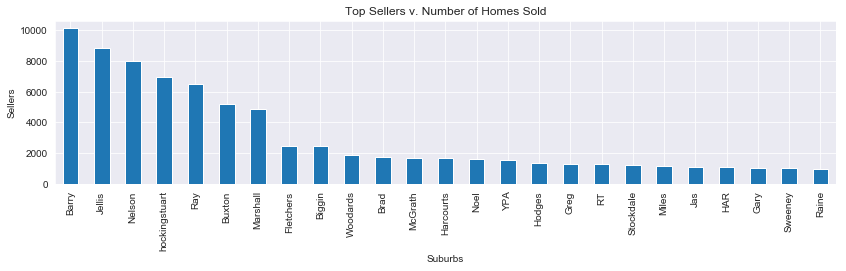 Top Sellers v. Number of Homes Sold
10000
8000
6000
4000
2000
0
Sellers
Barry
Jellis
Nelson
hockingstuart
Ray
Buxton
Marshall
Fletchers
Biggin
Woodards
Brad
McGrath
Harcourts
Noel
YPA
Hodges
Greg
RT
Stockdale
Miles
Jas
HAR
Gary
Sweeney
Raine
Suburbs